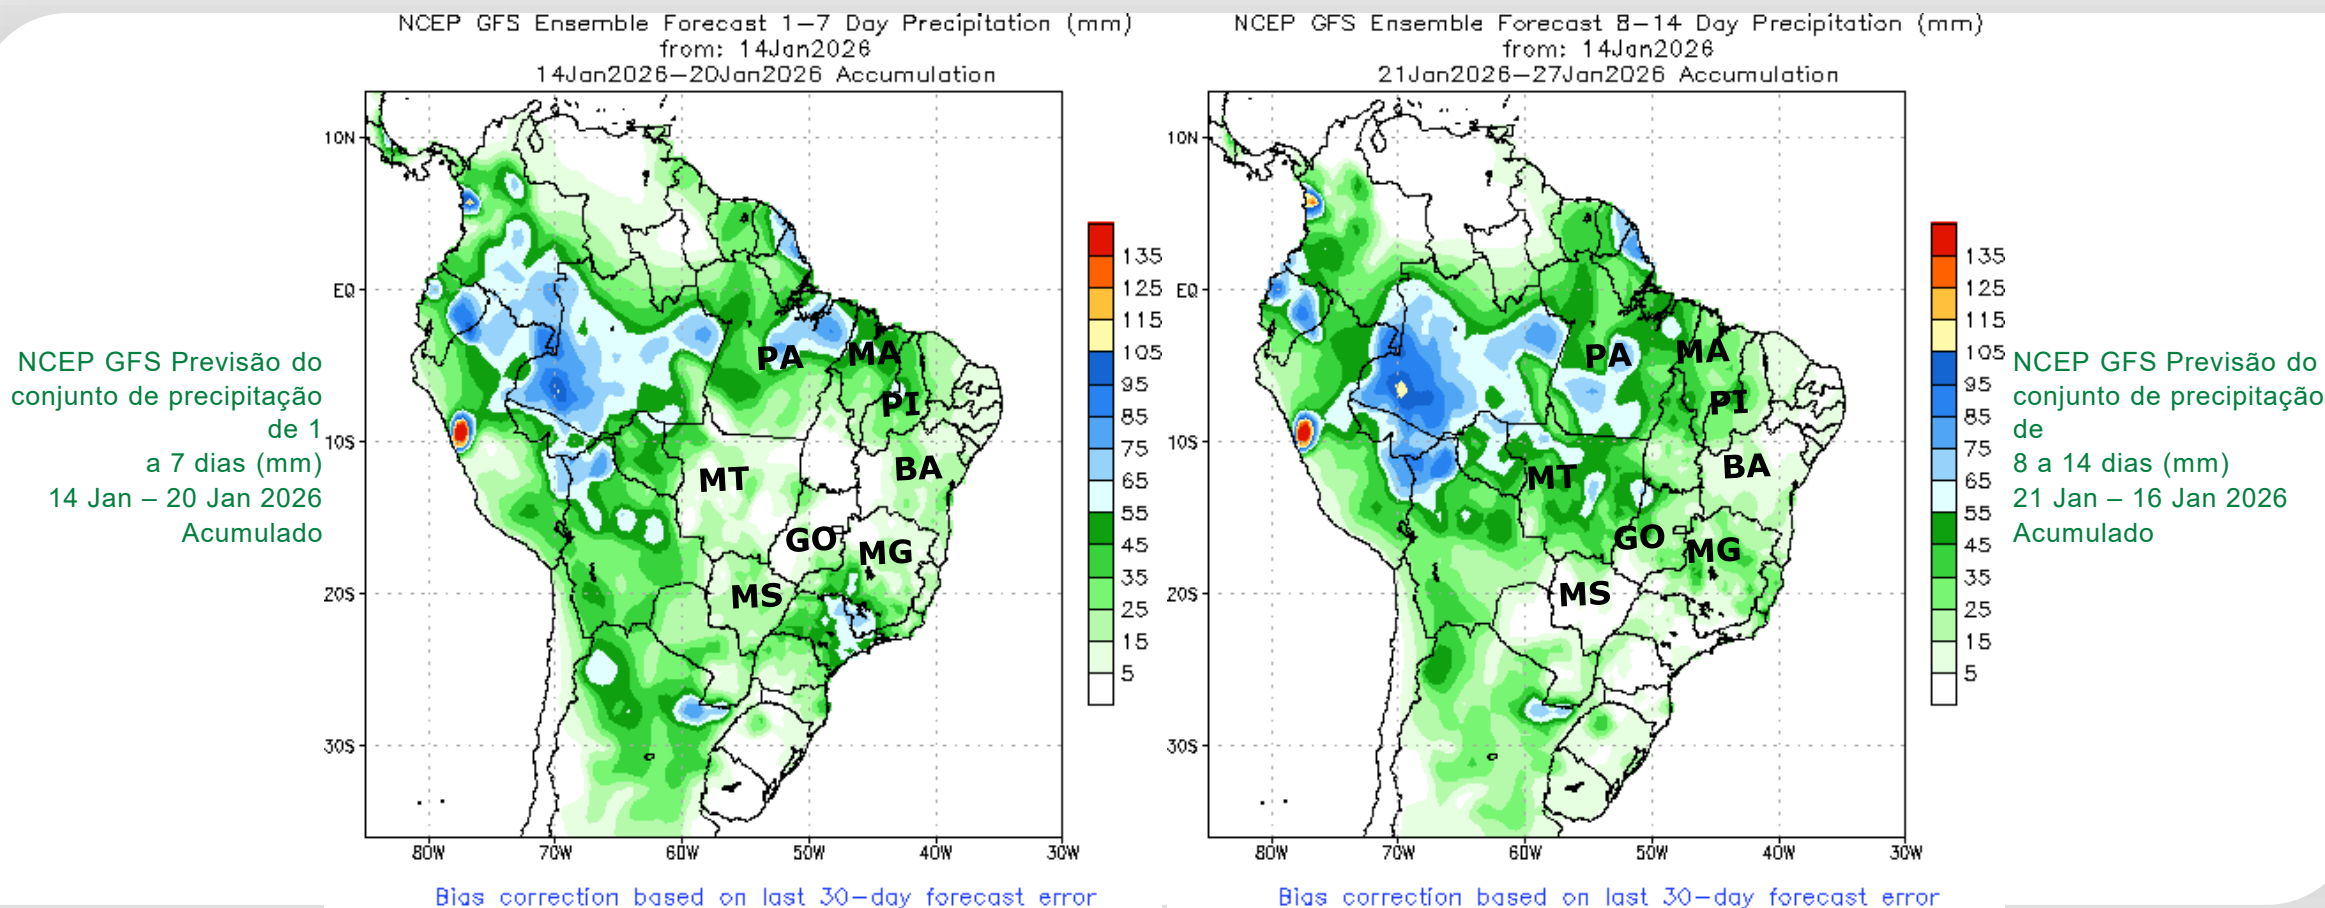 NCEP GFS Ensemble Forecast 1–7 Day Precipitation (mm)
from: 14Jan2026
14Jan2026–20Jan2026 Accumulation
NCEP GFS Ensemble Forecast 8–14 Day Precipitation (mm)
from: 14Jan2026
21Jan2026–27Jan2026 Accumulation
NCEP GFS Previsão do
conjunto de precipitação
de 1
a 7 dias (mm)
14 Jan – 20 Jan 2026
Acumulado
10N
EQ
10S
20S
30S
80W
70W
60W
50W
40W
30W
PA
MA
PI
MT
BA
GO
MG
MS
135
125
115
105
95
85
75
65
55
45
35
25
15
5
Bias correction based on last 30–day forecast error
10N
EQ
10S
20S
30S
80W
70W
60W
50W
40W
30W
PA
MA
PI
MT
BA
GO
MG
MS
135
125
115
105
95
85
75
65
55
45
35
25
15
5
Bias correction based on last 30–day forecast error
NCEP GFS Previsão do
conjunto de precipitação
de
8 a 14 dias (mm)
21 Jan – 16 Jan 2026
Acumulado